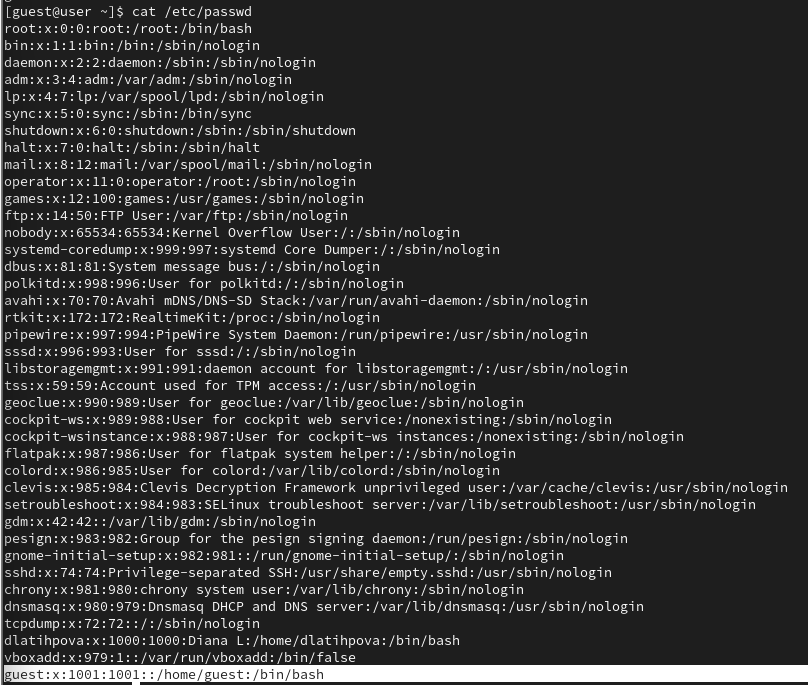 [guest@user ~]$ cat /etc/passwd
root:x:0:0:root:/root:/bin/bash
bin:x:1:1:bin:/bin:/sbin/nologin
daemon:x:2:2:daemon:/sbin:/sbin/nologin
adm:x:3:4:adm:/var/adm:/sbin/nologin
lp:x:4:7:lp:/var/spool/lpd:/sbin/nologin
sync:x:5:0:sync:/sbin:/bin/sync
shutdown:x:6:0:shutdown:/sbin:/sbin/shutdown
halt:x:7:0:halt:/sbin:/sbin/halt
mail:x:8:12:mail:/var/spool/mail:/sbin/nologin
operator:x:11:0:operator:/root:/sbin/nologin
games:x:12:100:games:/usr/games:/sbin/nologin
ftp:x:14:50:FTP User:/var/ftp:/sbin/nologin
nobody:x:65534:65534:Kernel Overflow User:/:/sbin/nologin
systemd-coredump:x:999:997:systemd Core Dumper:/:/sbin/nologin
dbus:x:81:81:System message bus:/:/sbin/nologin
polkitd:x:998:996:User for polkitd:/:/sbin/nologin
avahi:x:70:70:Avahi mDNS/DNS-SD Stack:/var/run/avahi-daemon:/sbin/nologin
rtkit:x:172:172:RealtimeKit:/proc:/sbin/nologin
pipewire:x:997:994:PipeWire System Daemon:/run/pipewire:/usr/sbin/nologin
sssd:x:996:993:User for sssd:/:/sbin/nologin
libstoragemgmt:x:991:991:daemon account for libstoragemgmt:/:/usr/sbin/nologin
tss:x:59:59:Account used for TPM access:/:/usr/sbin/nologin
geoclue:x:990:989:User for geoclue:/var/lib/geoclue:/sbin/nologin
cockpit-ws:x:989:988:User for cockpit web service:/nonexisting:/sbin/nologin
cockpit-wsinstance:x:988:987:User for cockpit-ws instances:/nonexisting:/sbin/nologin
flatpak:x:987:986:User for flatpak system helper:/:/sbin/nologin
colord:x:986:985:User for colord:/var/lib/colord:/sbin/nologin
clevis:x:985:984:Clevis Decryption Framework unprivileged user:/var/cache/clevis:/usr/sbin/nologin
setroubleshoot:x:984:983:SELinux troubleshoot server:/var/lib/setroubleshoot:/usr/sbin/nologin
gdm:x:42:42::/var/lib/gdm:/sbin/nologin
pesign:x:983:982:Group for the pesign signing daemon:/run/pesign:/sbin/nologin
gnome-initial-setup:x:982:981::/run/gnome-initial-setup/:/sbin/nologin
sshd:x:74:74:Privilege-separated SSH:/usr/share/empty.sshd:/usr/sbin/nologin
chrony:x:981:980:chrony system user:/var/lib/chrony:/sbin/nologin
dnsmasq:x:980:979:Dnsmasq DHCP and DNS server:/var/lib/dnsmasq:/usr/sbin/nologin
tcpdump:x:72:72::/:/sbin/nologin
dlatihpova:x:1000:1000:Diana L:/home/dlatihpova:/bin/bash
vboxadd:x:979:1::/var/run/vboxadd:/bin/false
guest:x:1001:1001::/home/guest:/bin/bash